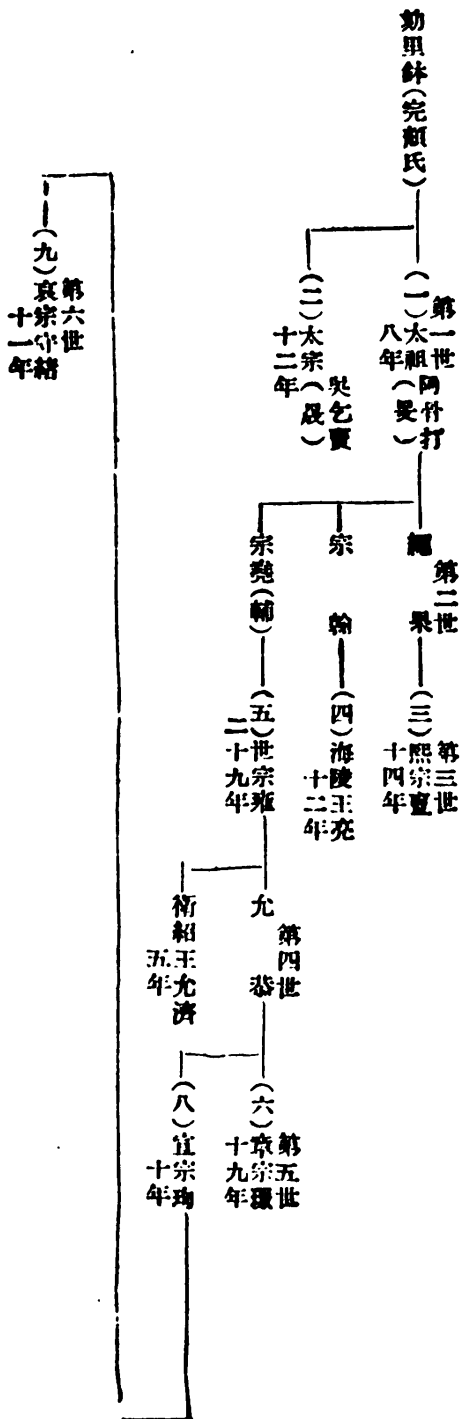 劾里鉢(完顏氏)
第一世
(一)太祖阿骨打(旻)
八年
(二)太宗吳乞買(晟)
十二年
第二世
繩果
宗翰
宗堯(輔)
第三世
(三)熙宗亶
十四年
(四)海陵王亮
十二年
(五)世宗雍
二十九年
第四世
允恭
衛紹王允濟
五年
第五世
(六)章宗璟
十九年
(八)宣宗珣
十年
第六世
(九)哀宗守緒
十一年